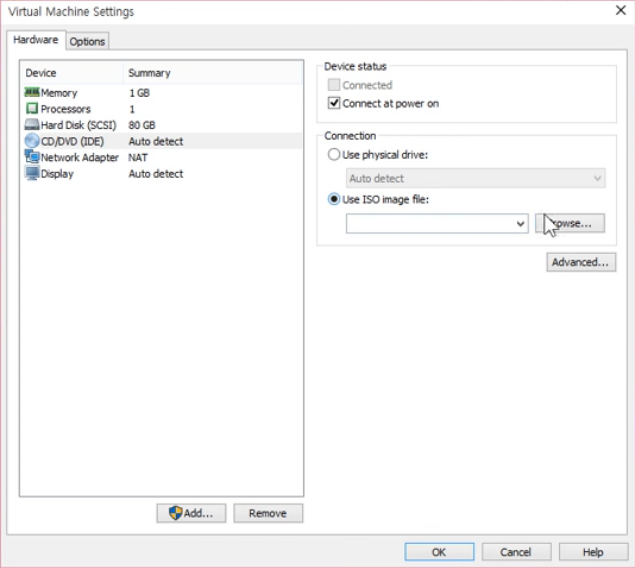 Virtual Machine Settings
Hardware Options
Device Summary
Memory 1 GB
Processors 1
Hard Disk (SCSI) 80 GB
CD/DVD (IDE) Auto detect
Network Adapter NAT
Display Auto detect
Add... Remove
Device status
Connected
Connect at power on
Connection
Use physical drive:
Auto detect
Use ISO image file:
Browse...
Advanced...
OK Cancel Help